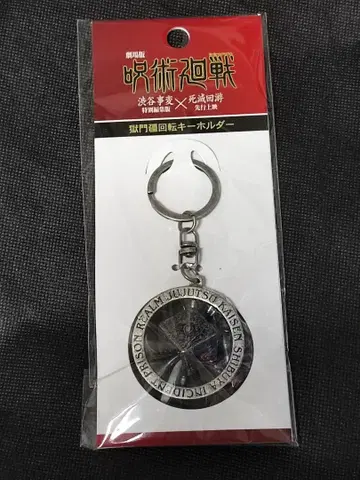 劇場版
呪術廻戦
渋谷事変 特別編集版 × 死滅回游 先行上映
獄門疆回転キーホルダー
PRISON REALM JUJUTSU KAISEN SHIBUYA INCIDENT